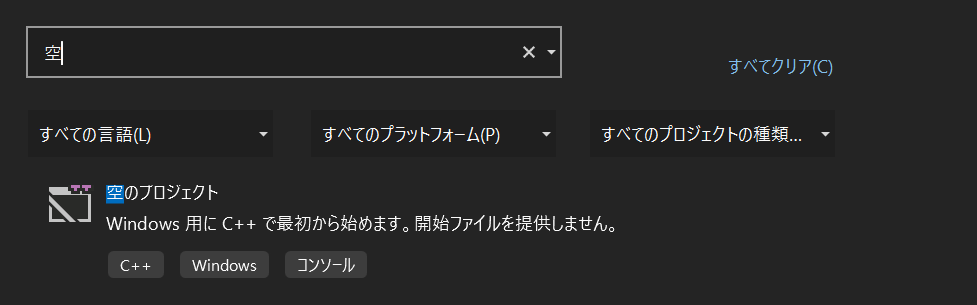 空
すべてクリア(C)
すべての言語(L)
すべてのプラットフォーム(P)
すべてのプロジェクトの種類...
空のプロジェクト
Windows 用に C++ で最初から始めます。開始ファイルを提供しません。
C++
Windows
コンソール